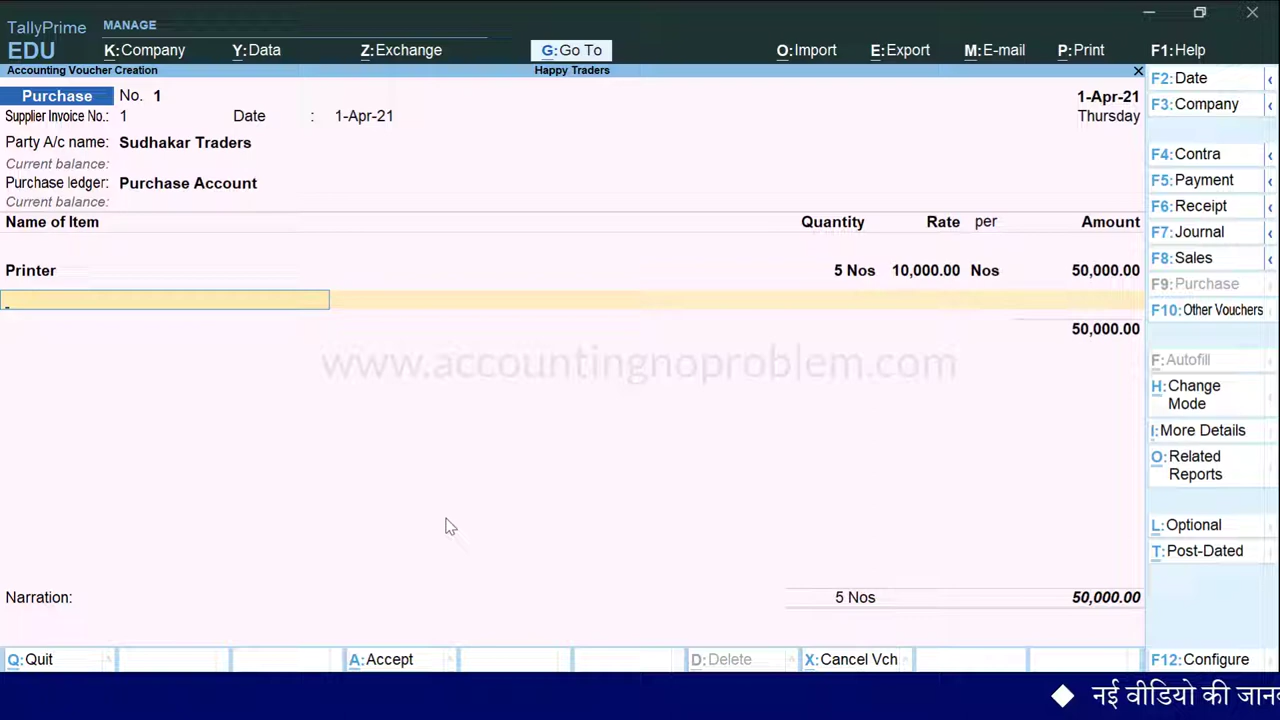 TallyPrime
EDU
MANAGE
K:Company
Y:Data
Z:Exchange
G:Go To
O:Import
E:Export
M:E-mail
P:Print
F1:Help
Accounting Voucher Creation
Happy Traders
Purchase No. 1
1-Apr-21
Supplier Invoice No.: 1 Date : 1-Apr-21
Thursday
Party A/c name: Sudhakar Traders
Current balance:
Purchase ledger: Purchase Account
Current balance:
Name of Item Quantity Rate per Amount
Printer 5 Nos 10,000.00 Nos 50,000.00
50,000.00
www.accountingnoproblem.com
Narration: 5 Nos 50,000.00
F2:Date
F3:Company
F4:Contra
F5:Payment
F6:Receipt
F7:Journal
F8:Sales
F9:Purchase
F10:Other Vouchers
F:Autofill
H:Change
Mode
I:More Details
O:Related
Reports
L:Optional
T:Post-Dated
Q:Quit
A:Accept
D:Delete
X:Cancel Vch
F12:Configure
नई वीडियो की